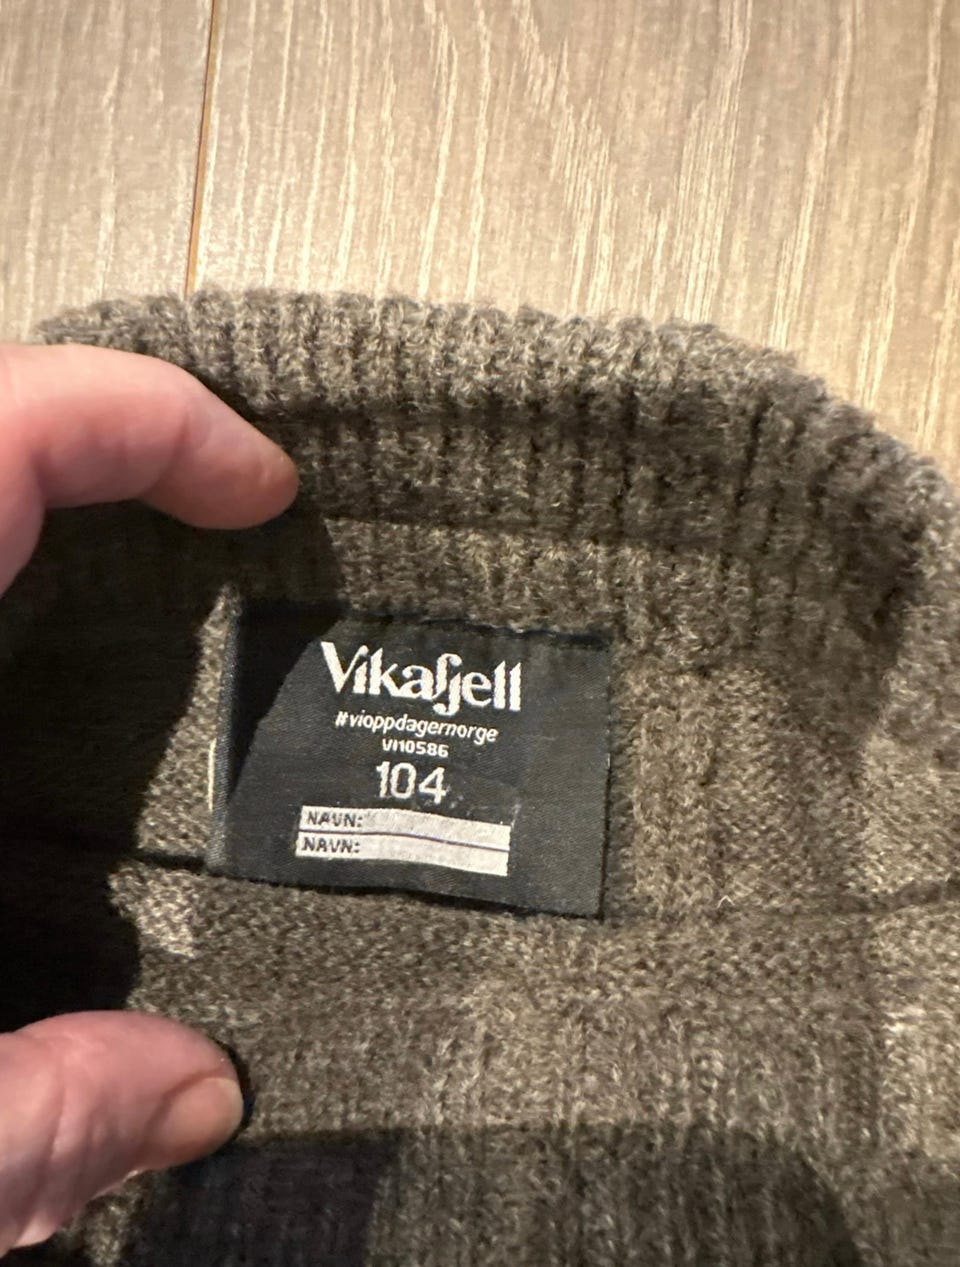 Vikafjell
#vioppdagernorge
VI10586
104
NAVN:
NAVN: